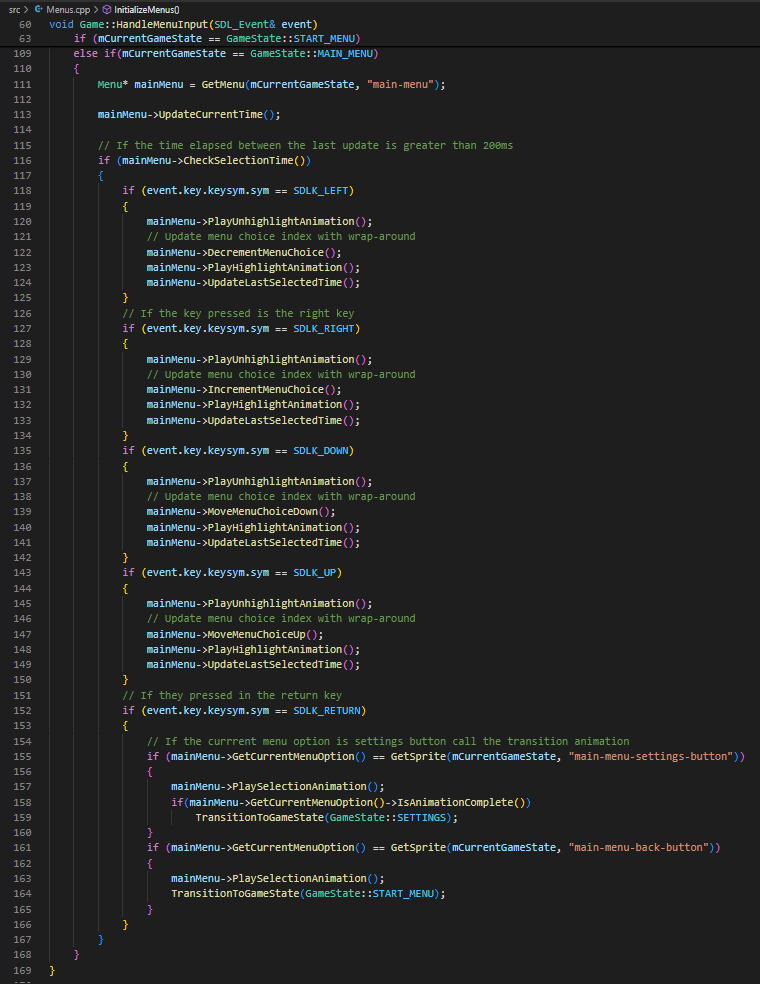 src > Menus.cpp > InitializeMenus()
60 void Game::HandleMenuInput(SDL_Event& event)
63 if (mCurrentGameState == GameState::START_MENU)
109 else if(mCurrentGameState == GameState::MAIN_MENU)
110 {
111 Menu* mainMenu = GetMenu(mCurrentGameState, "main-menu");
112
113 mainMenu->UpdateCurrentTime();
114
115 // If the time elapsed between the last update is greater than 200ms
116 if (mainMenu->CheckSelectionTime())
117 {
118 if (event.key.keysym.sym == SDLK_LEFT)
119 {
120 mainMenu->PlayUnhighlightAnimation();
121 // Update menu choice index with wrap-around
122 mainMenu->DecrementMenuChoice();
123 mainMenu->PlayHighlightAnimation();
124 mainMenu->UpdateLastSelectedTime();
125 }
126 // If the key pressed is the right key
127 if (event.key.keysym.sym == SDLK_RIGHT)
128 {
129 mainMenu->PlayUnhighlightAnimation();
130 // Update menu choice index with wrap-around
131 mainMenu->IncrementMenuChoice();
132 mainMenu->PlayHighlightAnimation();
133 mainMenu->UpdateLastSelectedTime();
134 }
135 if (event.key.keysym.sym == SDLK_DOWN)
136 {
137 mainMenu->PlayUnhighlightAnimation();
138 // Update menu choice index with wrap-around
139 mainMenu->MoveMenuChoiceDown();
140 mainMenu->PlayHighlightAnimation();
141 mainMenu->UpdateLastSelectedTime();
142 }
143 if (event.key.keysym.sym == SDLK_UP)
144 {
145 mainMenu->PlayUnhighlightAnimation();
146 // Update menu choice index with wrap-around
147 mainMenu->MoveMenuChoiceUp();
148 mainMenu->PlayHighlightAnimation();
149 mainMenu->UpdateLastSelectedTime();
150 }
151 // If they pressed in the return key
152 if (event.key.keysym.sym == SDLK_RETURN)
153 {
154 // If the currrent menu option is settings button call the transition animation
155 if (mainMenu->GetCurrentMenuOption() == GetSprite(mCurrentGameState, "main-menu-settings-button"))
156 {
157 mainMenu->PlaySelectionAnimation();
158 if(mainMenu->GetCurrentMenuOption()->IsAnimationComplete())
159 TransitionToGameState(GameState::SETTINGS);
160 }
161 if (mainMenu->GetCurrentMenuOption() == GetSprite(mCurrentGameState, "main-menu-back-button"))
162 {
163 mainMenu->PlaySelectionAnimation();
164 TransitionToGameState(GameState::START_MENU);
165 }
166 }
167 }
168 }
169 }